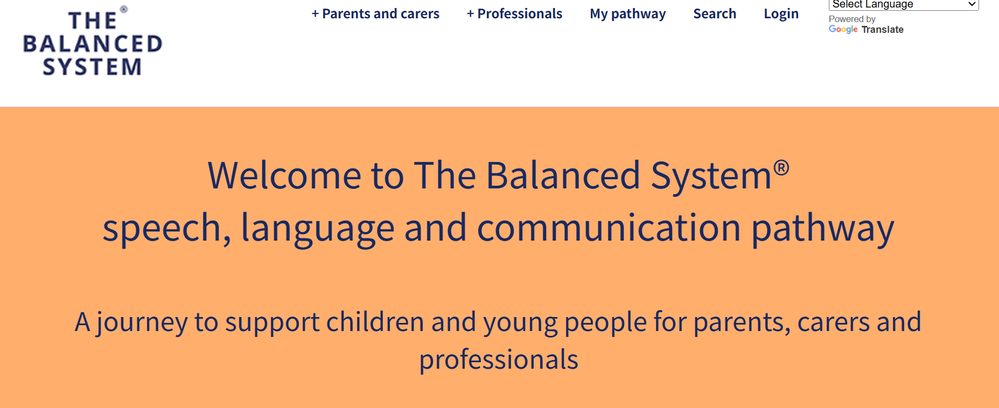 THE®
BALANCED
SYSTEM
+ Parents and carers + Professionals My pathway Search Login
Select Language
Powered by
Google Translate
Welcome to The Balanced System®
speech, language and communication pathway
A journey to support children and young people for parents, carers and
professionals